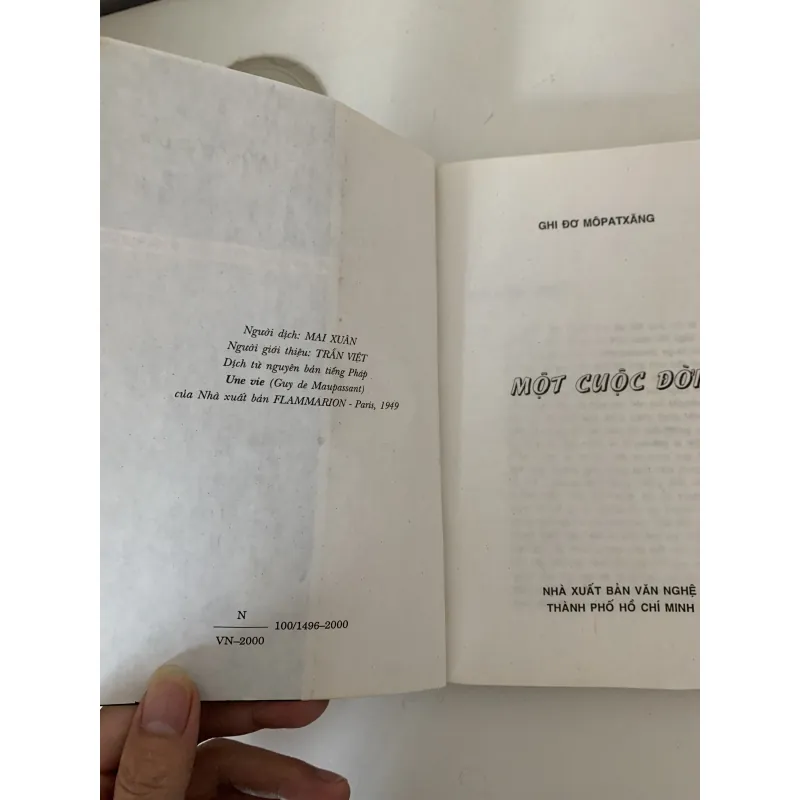 Người dịch: MAI XUÂN
Người giới thiệu: TRẦN VIỆT
Dịch từ nguyên bản tiếng Pháp
Une vie (Guy de Maupassant)
của Nhà xuất bản FLAMMARION - Paris, 1949
N
VN-2000
100/1496-2000
GHI ĐƠ MÔPATXĂNG
MỘT CUỘC ĐỜI
NHÀ XUẤT BẢN VĂN NGHỆ
THÀNH PHỐ HỒ CHÍ MINH